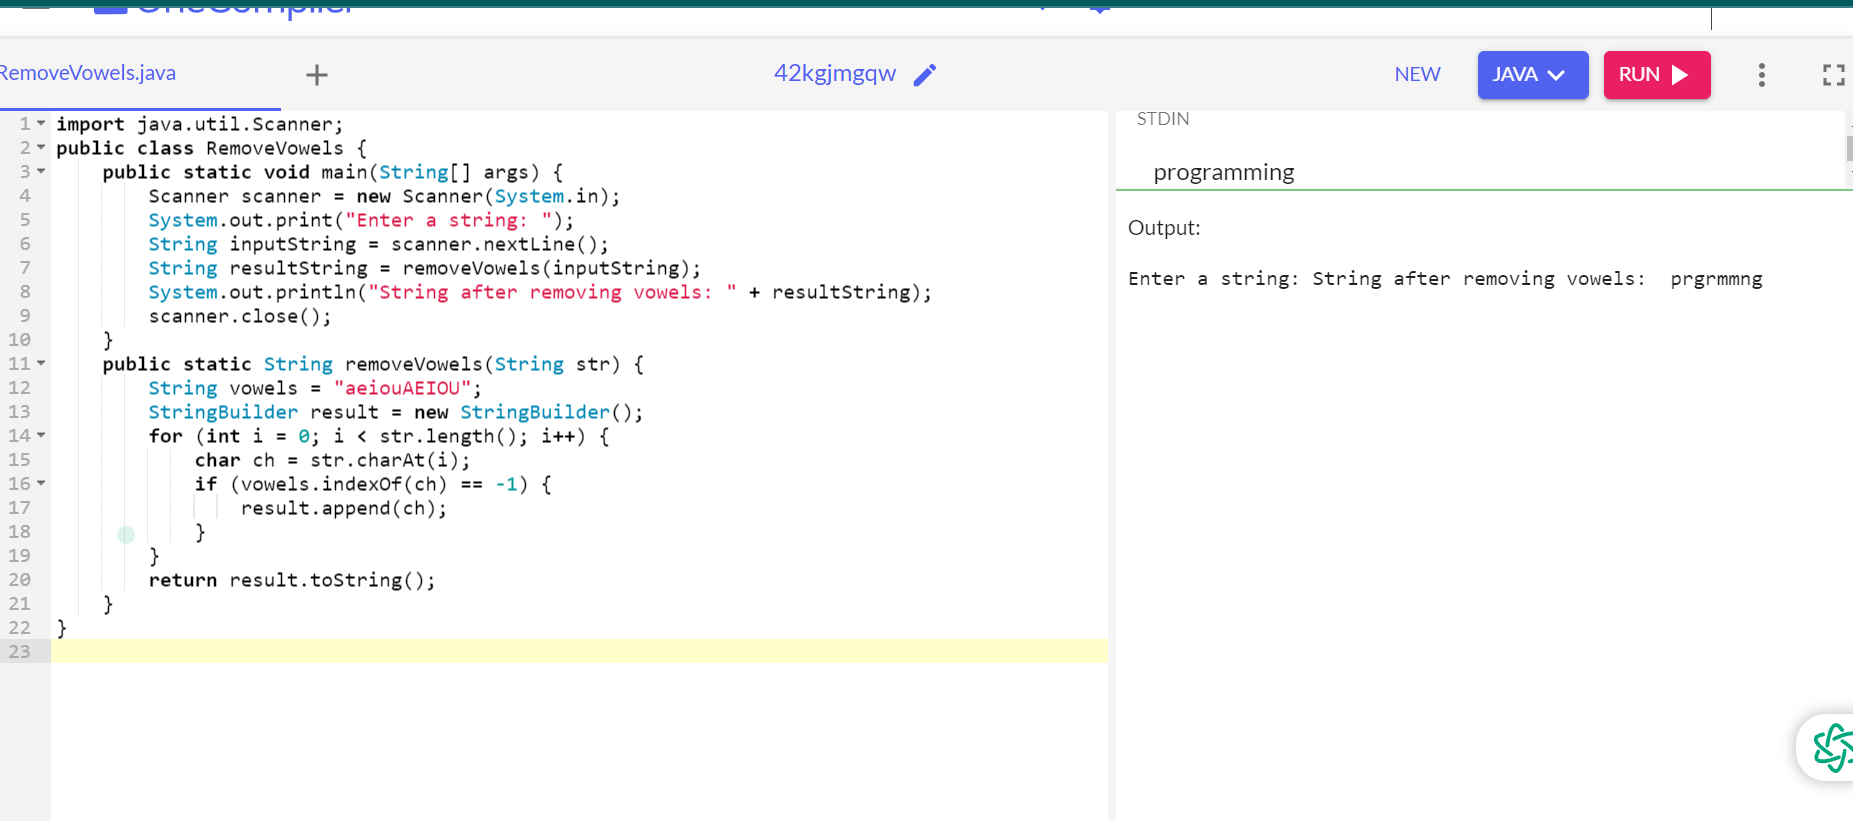 RemoveVowels.java
42kgjmgqw
NEW
JAVA
RUN
1 import java.util.Scanner;
2 public class RemoveVowels {
3 public static void main(String[] args) {
4 Scanner scanner = new Scanner(System.in);
5 System.out.print("Enter a string: ");
6 String inputString = scanner.nextLine();
7 String resultString = removeVowels(inputString);
8 System.out.println("String after removing vowels: " + resultString);
9 scanner.close();
10 }
11 public static String removeVowels(String str) {
12 String vowels = "aeiouAEIOU";
13 StringBuilder result = new StringBuilder();
14 for (int i = 0; i < str.length(); i++) {
15 char ch = str.charAt(i);
16 if (vowels.indexOf(ch) == -1) {
17 result.append(ch);
18 }
19 }
20 return result.toString();
21 }
22 }
23
STDIN
programming
Output:
Enter a string: String after removing vowels:  prgrmmng